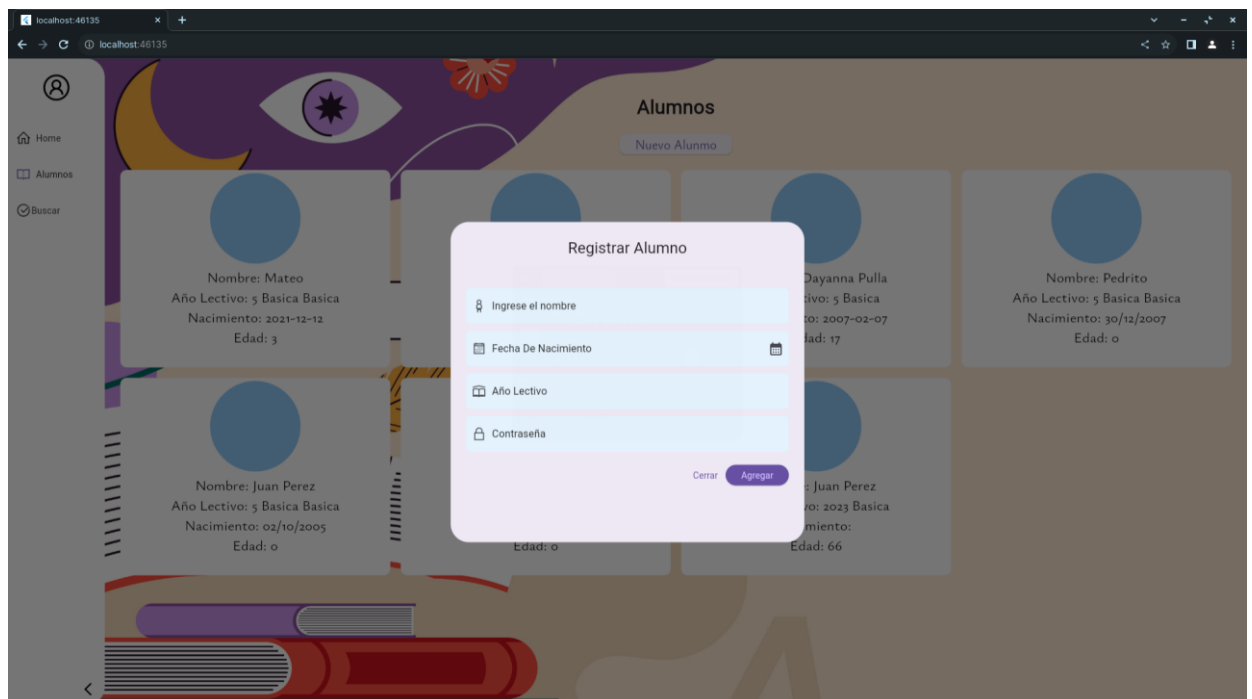 localhost:46135
localhost:46135
Home
Alumnos
Buscar
Alumnos
Nuevo Alunmo
Nombre: Mateo
Año Lectivo: 5 Basica Basica
Nacimiento: 2021-12-12
Edad: 3
Dayanna Pulla
tivo: 5 Basica
to: 2007-02-07
dad: 17
Nombre: Pedrito
Año Lectivo: 5 Basica Basica
Nacimiento: 30/12/2007
Edad: 0
Registrar Alumno
Ingrese el nombre
Fecha De Nacimiento
Año Lectivo
Contraseña
Cerrar Agregar
Nombre: Juan Perez
Año Lectivo: 5 Basica Basica
Nacimiento: 02/10/2005
Edad: 0
Edad: 0
: Juan Perez
vo: 2023 Basica
miento:
Edad: 66